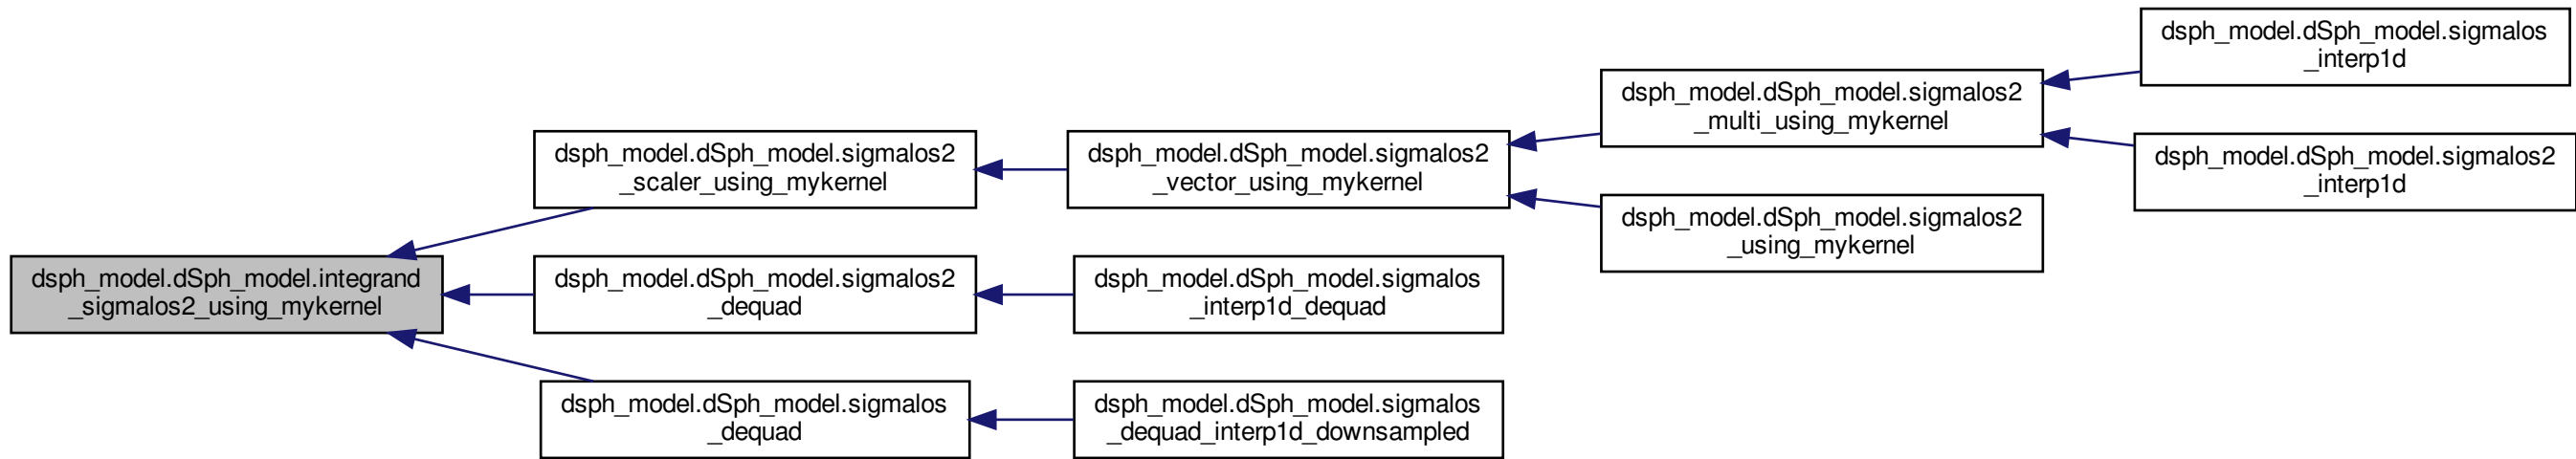 dsph_model.dSph_model.integrand
_sigmalos2_using_mykernel
dsph_model.dSph_model.sigmalos2
_scaler_using_mykernel
dsph_model.dSph_model.sigmalos2
_vector_using_mykernel
dsph_model.dSph_model.sigmalos2
_multi_using_mykernel
dsph_model.dSph_model.sigmalos
_interp1d
dsph_model.dSph_model.sigmalos2
_interp1d
dsph_model.dSph_model.sigmalos2
_using_mykernel
dsph_model.dSph_model.sigmalos2
_dequad
dsph_model.dSph_model.sigmalos
_interp1d_dequad
dsph_model.dSph_model.sigmalos
_dequad
dsph_model.dSph_model.sigmalos
_dequad_interp1d_downsampled